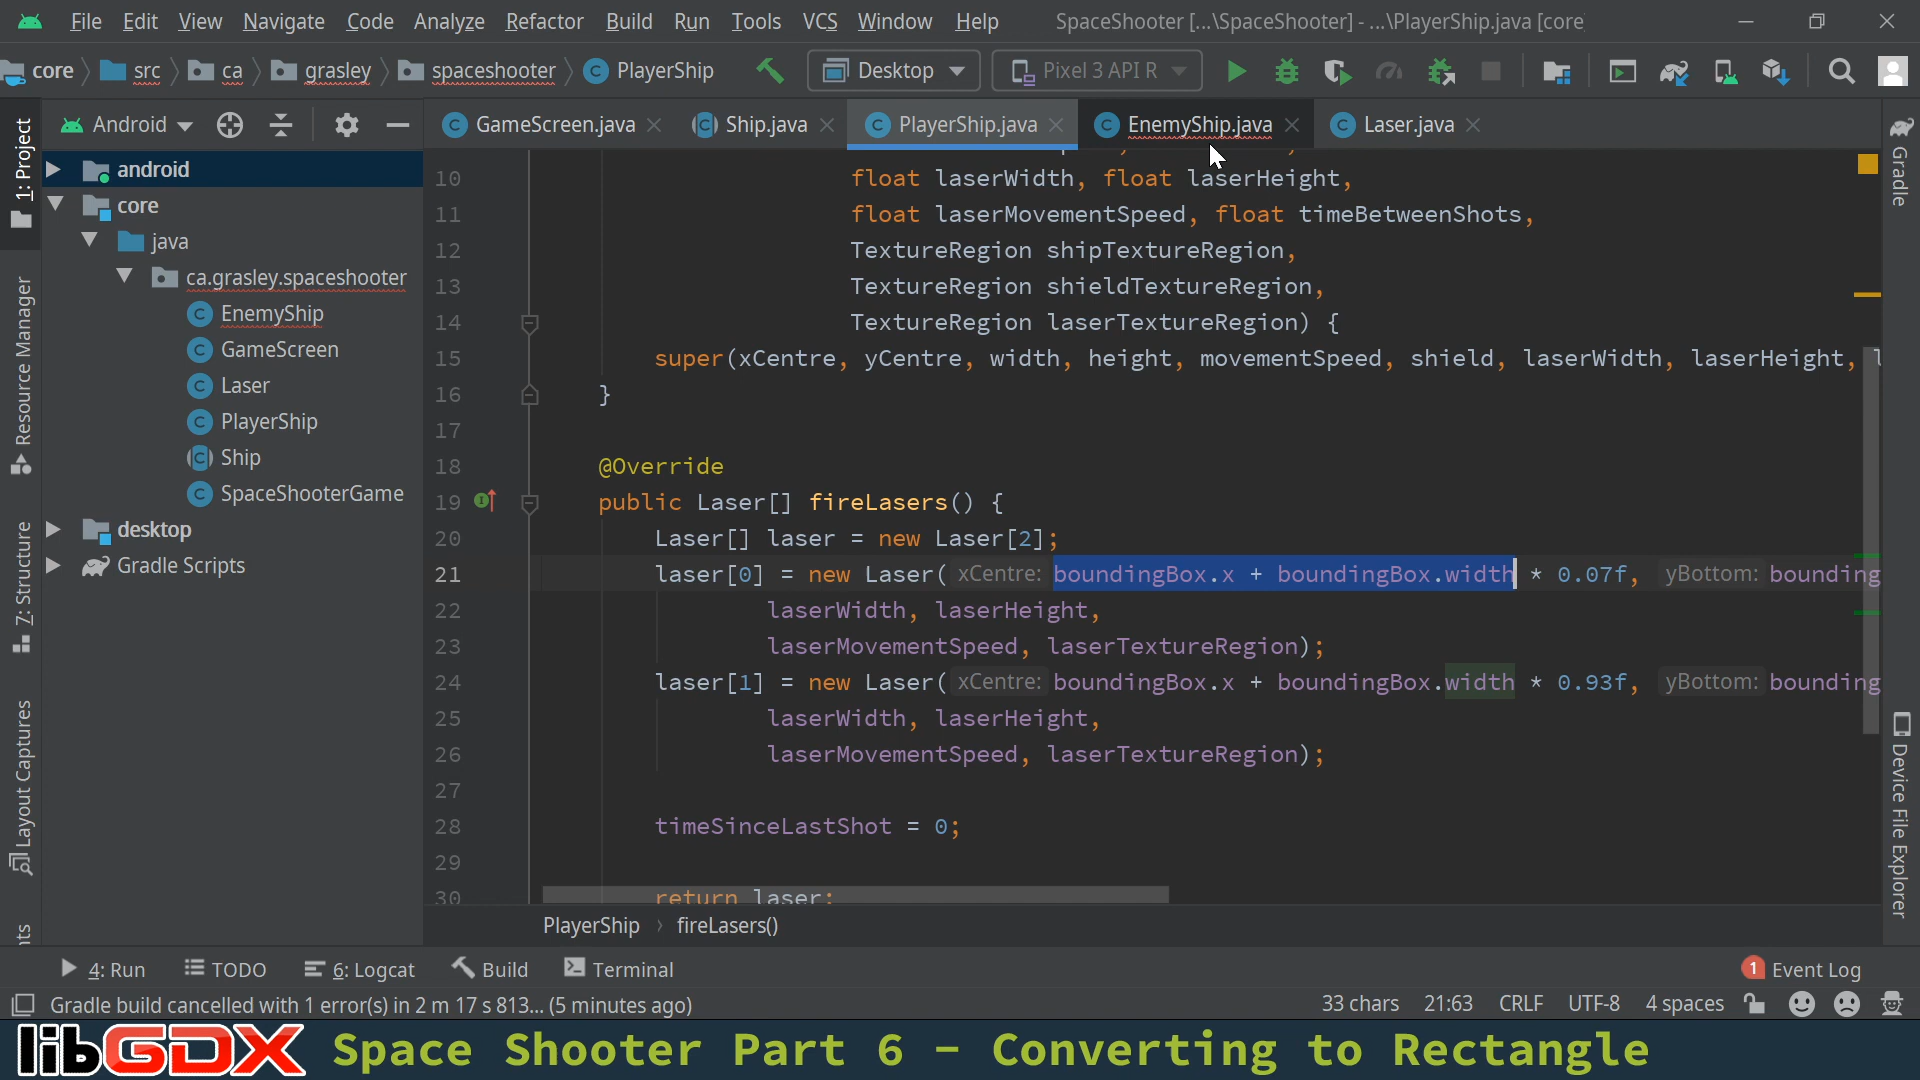 File Edit View Navigate Code Analyze Refactor Build Run Tools VCS Window Help SpaceShooter [...\SpaceShooter] - ...\PlayerShip.java [core
core src ca grasley spaceshooter PlayerShip Desktop Pixel 3 API R
1: Project
Resource Manager
Z: Structure
Layout Captures
Android
GameScreen.java Ship.java PlayerShip.java EnemyShip.java Laser.java
android
core
java
ca.grasley.spaceshooter
EnemyShip
GameScreen
Laser
PlayerShip
Ship
SpaceShooterGame
desktop
Gradle Scripts
10 float laserWidth, float laserHeight,
11 float laserMovementSpeed, float timeBetweenShots,
12 TextureRegion shipTextureRegion,
13 TextureRegion shieldTextureRegion,
14 TextureRegion laserTextureRegion) {
15 super(xCentre, yCentre, width, height, movementSpeed, shield, laserWidth, laserHeight,
16 }
17
18 @Override
19 public Laser[] fireLasers() {
20 Laser[] laser = new Laser[2];
21 laser[0] = new Laser( xCentre: boundingBox.x + boundingBox.width * 0.07f, yBottom: bounding
22 laserWidth, laserHeight,
23 laserMovementSpeed, laserTextureRegion);
24 laser[1] = new Laser( xCentre: boundingBox.x + boundingBox.width * 0.93f, yBottom: bounding
25 laserWidth, laserHeight,
26 laserMovementSpeed, laserTextureRegion);
27
28 timeSinceLastShot = 0;
29
30 return laser;
PlayerShip fireLasers()
Gradle
Device File Explorer
4: Run TODO 6: Logcat Build Terminal 1 Event Log
Gradle build cancelled with 1 error(s) in 2 m 17 s 813... (5 minutes ago) 33 chars 21:63 CRLF UTF-8 4 spaces
libGDX Space Shooter Part 6 - Converting to Rectangle